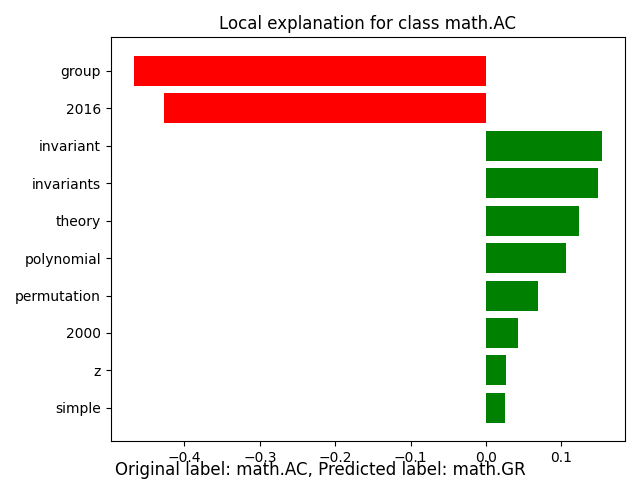 Local explanation for class math.AC
group
2016
invariant
invariants
theory
polynomial
permutation
2000
z
simple
−0.4 −0.3 −0.2 −0.1 0.0 0.1
Original label: math.AC, Predicted label: math.GR